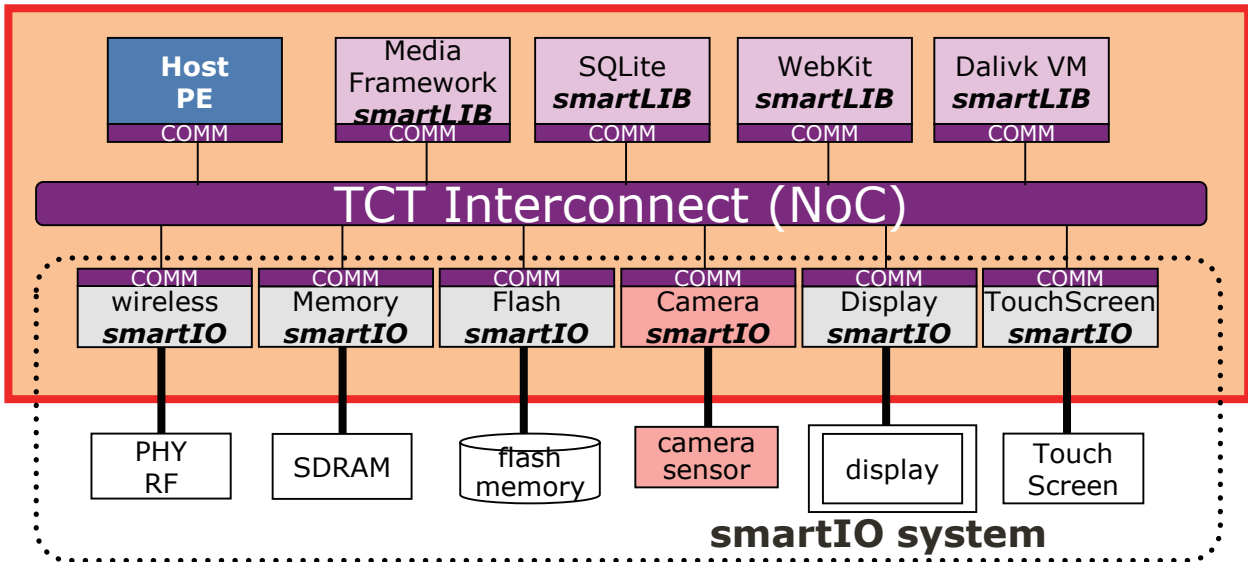 Host
PE
COMM
Media
Framework
smartLIB
COMM
SQLite
smartLIB
COMM
WebKit
smartLIB
COMM
Dalivk VM
smartLIB
COMM
TCT Interconnect (NoC)
COMM
wireless
smartIO
COMM
Memory
smartIO
COMM
Flash
smartIO
COMM
Camera
smartIO
COMM
Display
smartIO
COMM
TouchScreen
smartIO
PHY
RF
SDRAM
flash
memory
camera
sensor
display
Touch
Screen
smartIO system